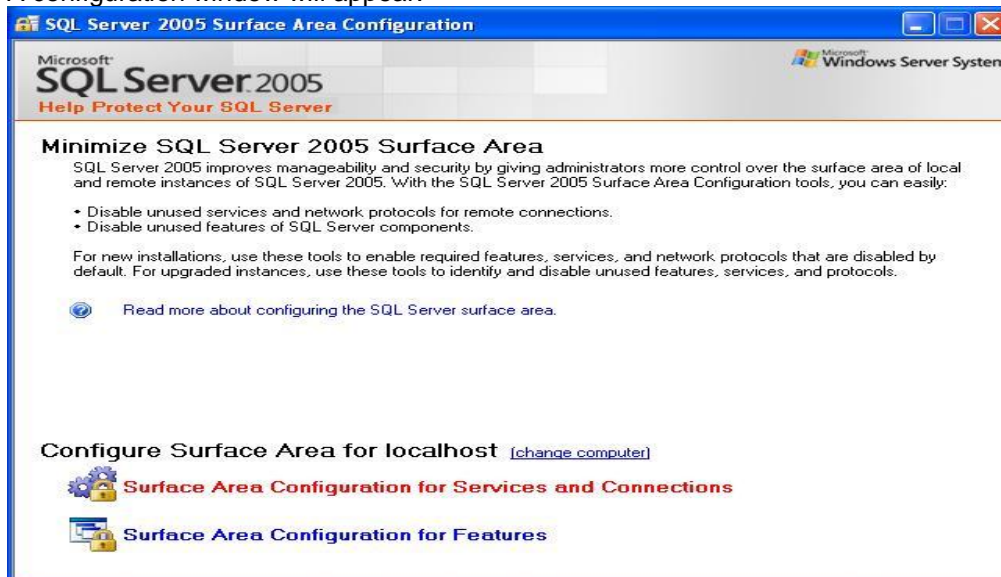 SQL Server 2005 Surface Area Configuration
Microsoft
SQL Server 2005
Help Protect Your SQL Server
Microsoft
Windows Server System
Minimize SQL Server 2005 Surface Area
SQL Server 2005 improves manageability and security by giving administrators more control over the surface area of local
and remote instances of SQL Server 2005. With the SQL Server 2005 Surface Area Configuration tools, you can easily:
• Disable unused services and network protocols for remote connections.
• Disable unused features of SQL Server components.
For new installations, use these tools to enable required features, services, and network protocols that are disabled by
default. For upgraded instances, use these tools to identify and disable unused features, services, and protocols.
Read more about configuring the SQL Server surface area.
Configure Surface Area for localhost (change computer)
Surface Area Configuration for Services and Connections
Surface Area Configuration for Features